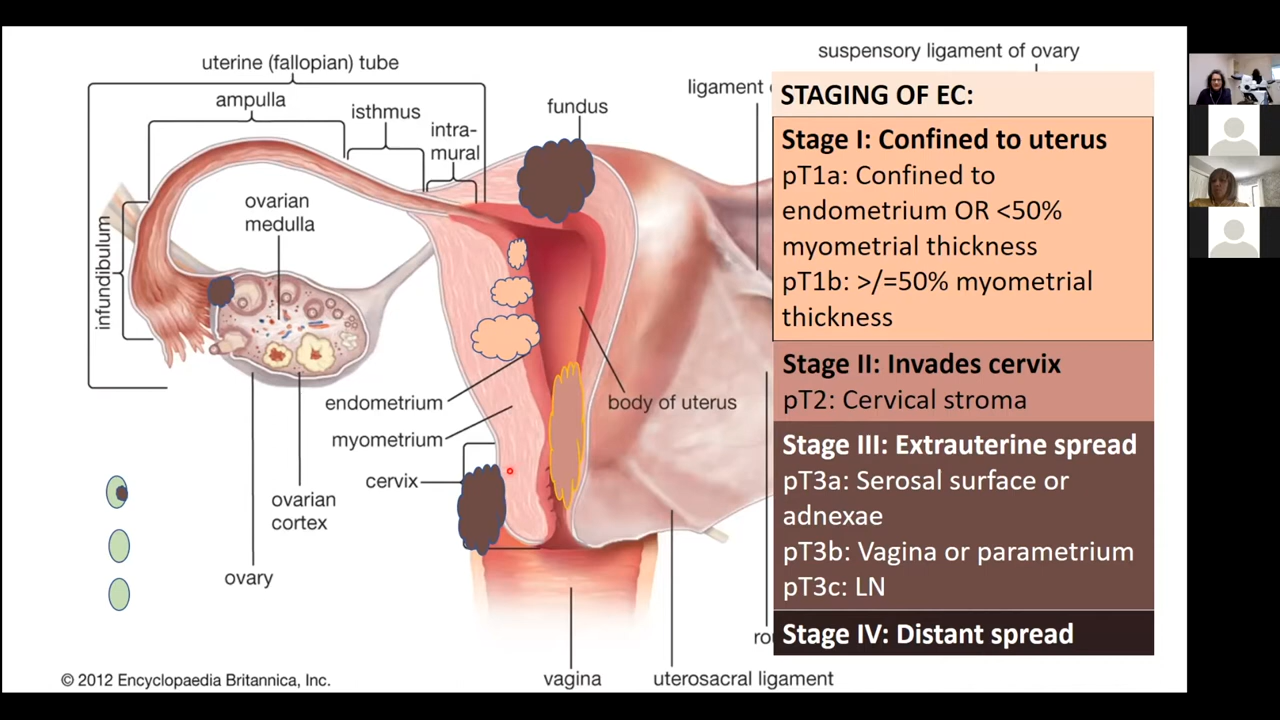 suspensory ligament of ovary
uterine (fallopian) tube
ligament
ampulla
fundus
isthmus
intra-
mural
ovarian
medulla
infundibulum
endometrium
body of uterus
myometrium
cervix
ovarian
cortex
ovary
vagina
uterosacral ligament
© 2012 Encyclopaedia Britannica, Inc.
STAGING OF EC:
Stage I: Confined to uterus
pT1a: Confined to
endometrium OR <50%
myometrial thickness
pT1b: >/=50% myometrial
thickness
Stage II: Invades cervix
pT2: Cervical stroma
Stage III: Extrauterine spread
pT3a: Serosal surface or
adnexae
pT3b: Vagina or parametrium
pT3c: LN
Stage IV: Distant spread